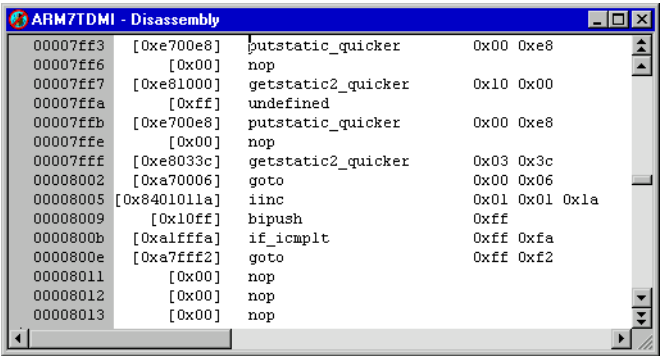 ARM7TDMI - Disassembly
00007ff3 [0xe700e8] putstatic_quicker 0x00 0xe8
00007ff6 [0x00] nop
00007ff7 [0xe81000] getstatic2_quicker 0x10 0x00
00007ffa [0xff] undefined
00007ffb [0xe700e8] putstatic_quicker 0x00 0xe8
00007ffe [0x00] nop
00007fff [0xe8033c] getstatic2_quicker 0x03 0x3c
00008002 [0xa70006] goto 0x00 0x06
00008005 [0x8401011a] iinc 0x01 0x01 0x1a
00008009 [0x10ff] bipush 0xff
0000800b [0xa1fffa] if_icmplt 0xff 0xfa
0000800e [0xa7fff2] goto 0xff 0xf2
00008011 [0x00] nop
00008012 [0x00] nop
00008013 [0x00] nop